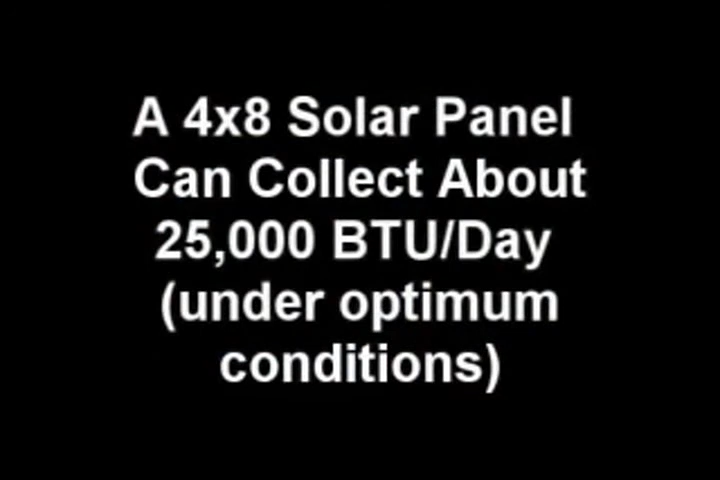 A 4x8 Solar Panel
Can Collect About
25,000 BTU/Day
(under optimum
conditions)